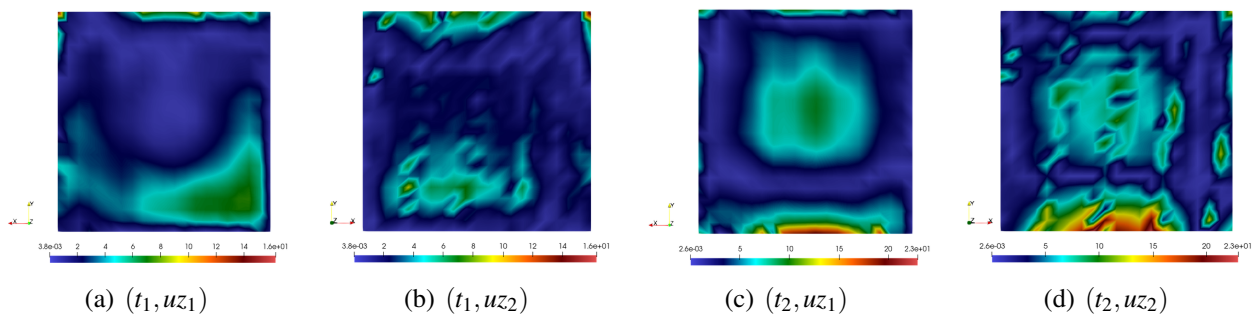 Y
X Z
3.8e-03 2 4 6 8 10 12 14 1.6e+01
Y
Z X
3.8e-03 2 4 6 8 10 12 14 1.6e+01
Y
X Z
2.6e-03 5 10 15 20 2.3e+01
Y
Z X
2.6e-03 5 10 15 20 2.3e+01
(a) (t₁, uz₁)
(b) (t₁, uz₂)
(c) (t₂, uz₁)
(d) (t₂, uz₂)